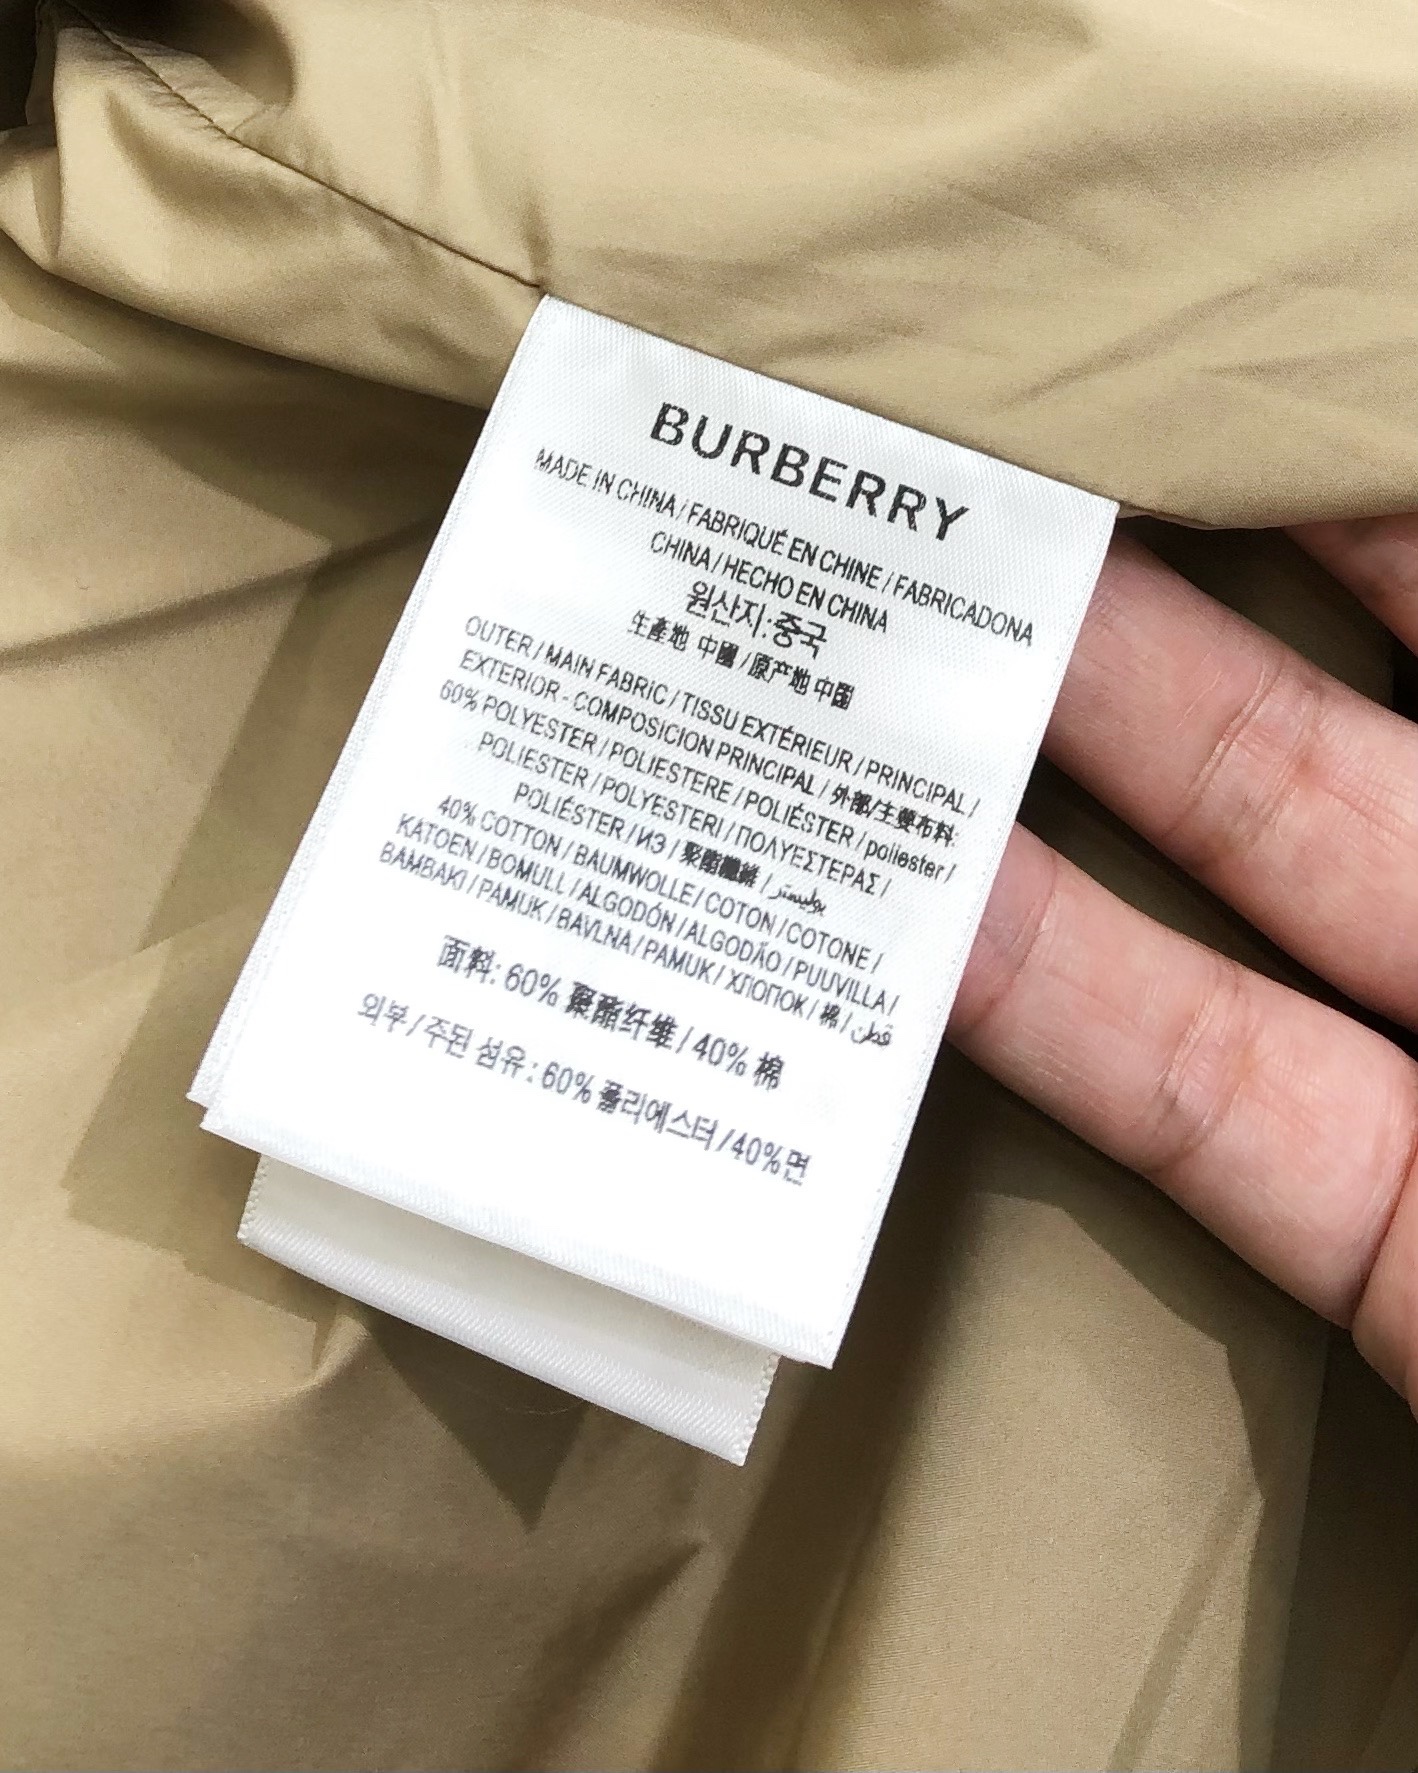 BURBERRY
MADE IN CHINA / FABRIQUÉ EN CHINE / FABRICADONA
CHINA / HECHO EN CHINA
원산지:중국
生產地 中國 / 原产地 中国
OUTER / MAIN FABRIC / TISSU EXTÉRIEUR / PRINCIPAL /
EXTERIOR - COMPOSICION PRINCIPAL / 外部/主要布料:
60% POLYESTER / POLIESTERE / POLIÉSTER / poliester /
POLIESTER / POLYESTERI / ΠΟΛΥΕΣΤΕΡΑΣ /
POLIÉSTER / ИЗ / 聚酯纖維 / بوليستر
40% COTTON / BAUMWOLLE / COTON / COTONE /
KATOEN / BOMULL / ALGODÓN / ALGODÃO / PUUVILLA /
BAMBAKI / PAMUK / BAVLNA / PAMUK / ХЛОПОК / 棉 / قطن
面料: 60% 聚酯纤维 / 40% 棉
외부 / 주된 섬유 : 60% 폴리에스터 / 40%면